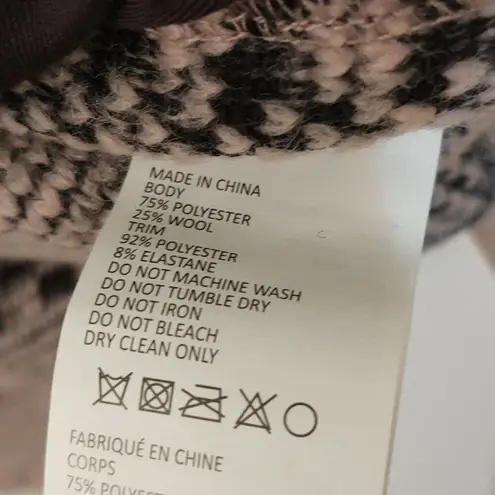 MADE IN CHINA
BODY
75% POLYESTER
25% WOOL
TRIM
92% POLYESTER
8% ELASTANE
DO NOT MACHINE WASH
DO NOT TUMBLE DRY
DO NOT IRON
DO NOT BLEACH
DRY CLEAN ONLY
FABRIQUÉ EN CHINE
CORPS
75%